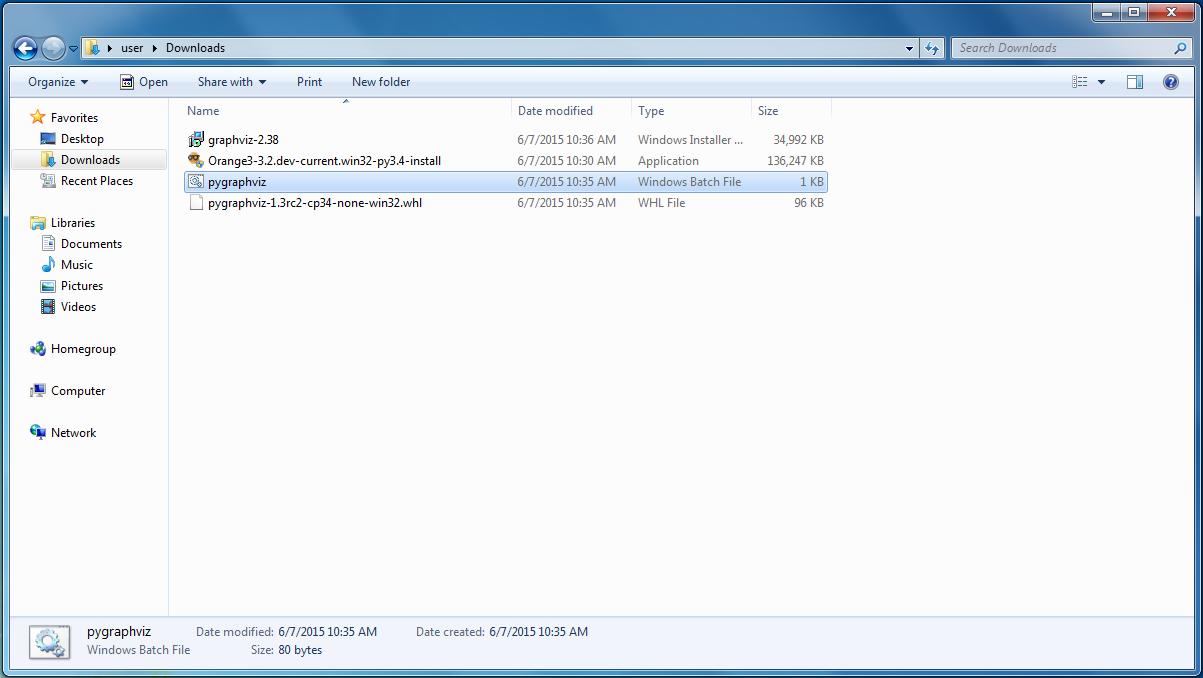 user Downloads Search Downloads
Organize Open Share with Print New folder
Name Date modified Type Size
Favorites
Desktop
Downloads
Recent Places
Libraries
Documents
Music
Pictures
Videos
Homegroup
Computer
Network
graphviz-2.38 6/7/2015 10:36 AM Windows Installer ... 34,992 KB
Orange3-3.2.dev-current.win32-py3.4-install 6/7/2015 10:30 AM Application 136,247 KB
pygraphviz 6/7/2015 10:35 AM Windows Batch File 1 KB
pygraphviz-1.3rc2-cp34-none-win32.whl 6/7/2015 10:35 AM WHL File 96 KB
pygraphviz Date modified: 6/7/2015 10:35 AM Date created: 6/7/2015 10:35 AM
Windows Batch File Size: 80 bytes